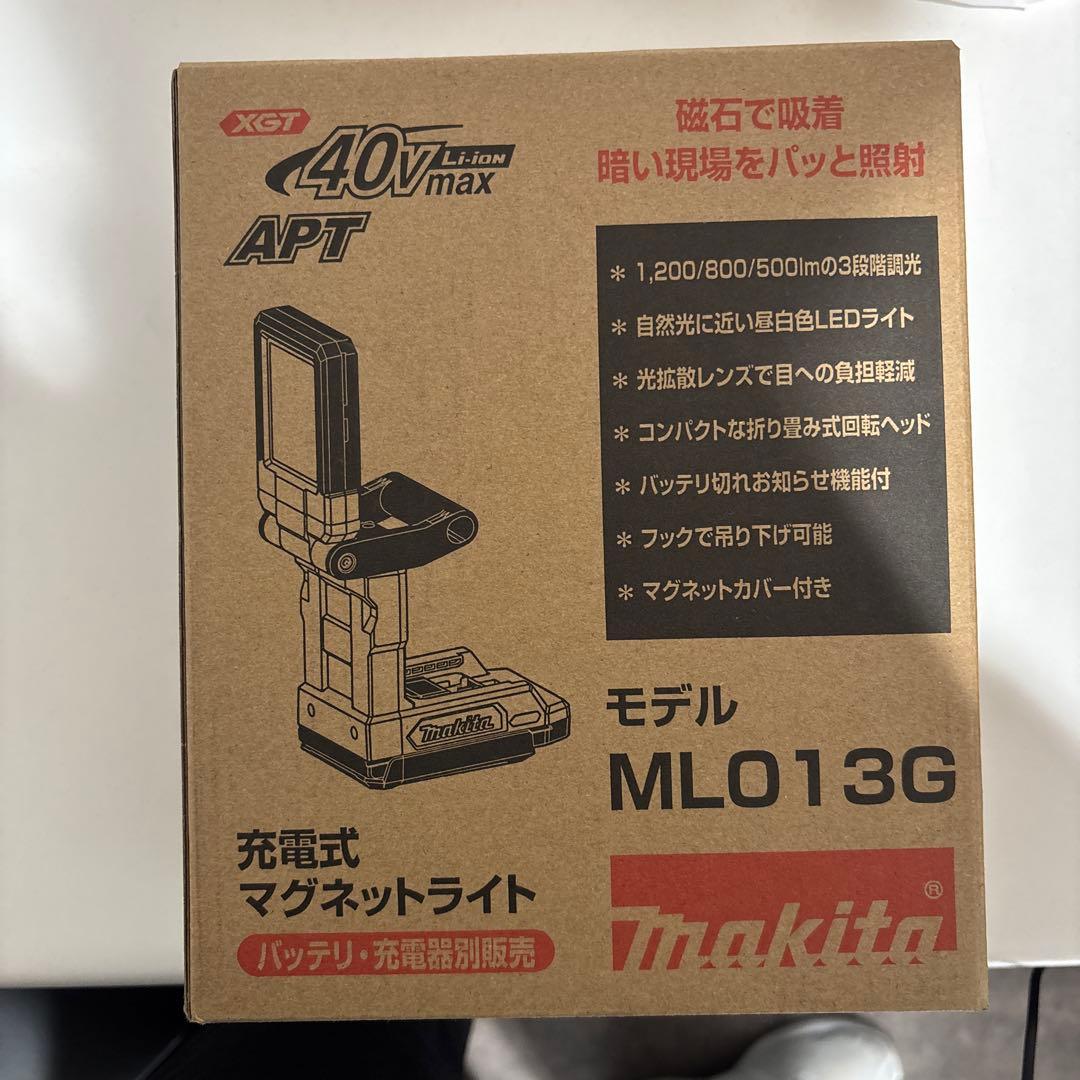 XGT
40Vmax Li-ion
APT
磁石で吸着
暗い現場をパッと照射
＊ 1,200/800/500lmの3段階調光
＊ 自然光に近い昼白色LEDライト
＊ 光拡散レンズで目への負担軽減
＊ コンパクトな折り畳み式回転ヘッド
＊ バッテリ切れお知らせ機能付
＊ フックで吊り下げ可能
＊ マグネットカバー付き
makita
モデル
ML013G
充電式
マグネットライト
バッテリ・充電器別販売
makita®